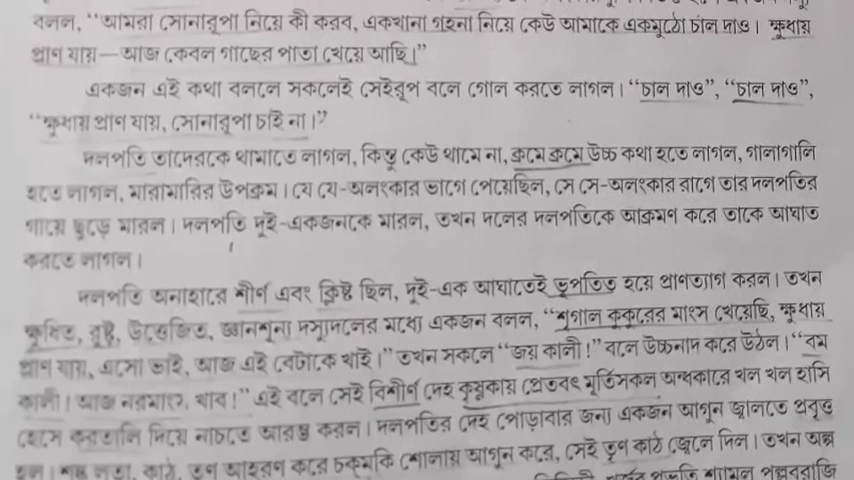 বলল, “আমরা সোনারূপা নিয়ে কী করব, একখানা গহনা নিয়ে কেউ আমাকে একমুঠো চাল দাও। ক্ষুধায়
প্রাণ যায়—আজ কেবল গাছের পাতা খেয়ে আছি।”
একজন এই কথা বললে সকলেই সেইরূপ বলে গোল করতে লাগল। “চাল দাও”, “চাল দাও”,
“ক্ষুধায় প্রাণ যায়, সোনারূপা চাই না।”
দলপতি তাদেরকে থামাতে লাগল, কিন্তু কেউ থামে না, ক্রমে ক্রমে উচ্চ কথা হতে লাগল, গালাগালি
হতে লাগল, মারামারির উপক্রম। যে যে-অলংকার ভাগে পেয়েছিল, সে সে-অলংকার রাগে তার দলপতির
গায়ে ছুড়ে মারল। দলপতি দুই-একজনকে মারল, তখন দলের দলপতিকে আক্রমণ করে তাকে আঘাত
করতে লাগল।
দলপতি অনাহারে শীর্ণ এবং ক্লিষ্ট ছিল, দুই-এক আঘাতেই ভূপতিত হয়ে প্রাণত্যাগ করল। তখন
ক্ষুধিত, রুষ্ট, উত্তেজিত, জ্ঞানশূন্য দস্যুদলের মধ্যে একজন বলল, “শৃগাল কুকুরের মাংস খেয়েছি, ক্ষুধায়
প্রাণ যায়, এসো ভাই, আজ এই বেটাকে খাই।” তখন সকলে “জয় কালী!” বলে উচ্চনাদ করে উঠল। “বম
কালী। আজ নরমাংস খাব!” এই বলে সেই বিশীর্ণ দেহ কৃষ্ণকায় প্রেতবৎ মূর্তিসকল অন্ধকারে খল খল হাসি
হেসে করতালি দিয়ে নাচতে আরম্ভ করল। দলপতির দেহ পোড়াবার জন্য একজন আগুন জ্বালতে প্রবৃত্ত
হল। শুষ্ক লতা, কাঠ, তৃণ আহরণ করে চকমকি শোলায় আগুন করে, সেই তৃণ কাঠ জ্বেলে দিল। তখন অল্প
প্রভৃতি শ্যামল পল্লবরাজি